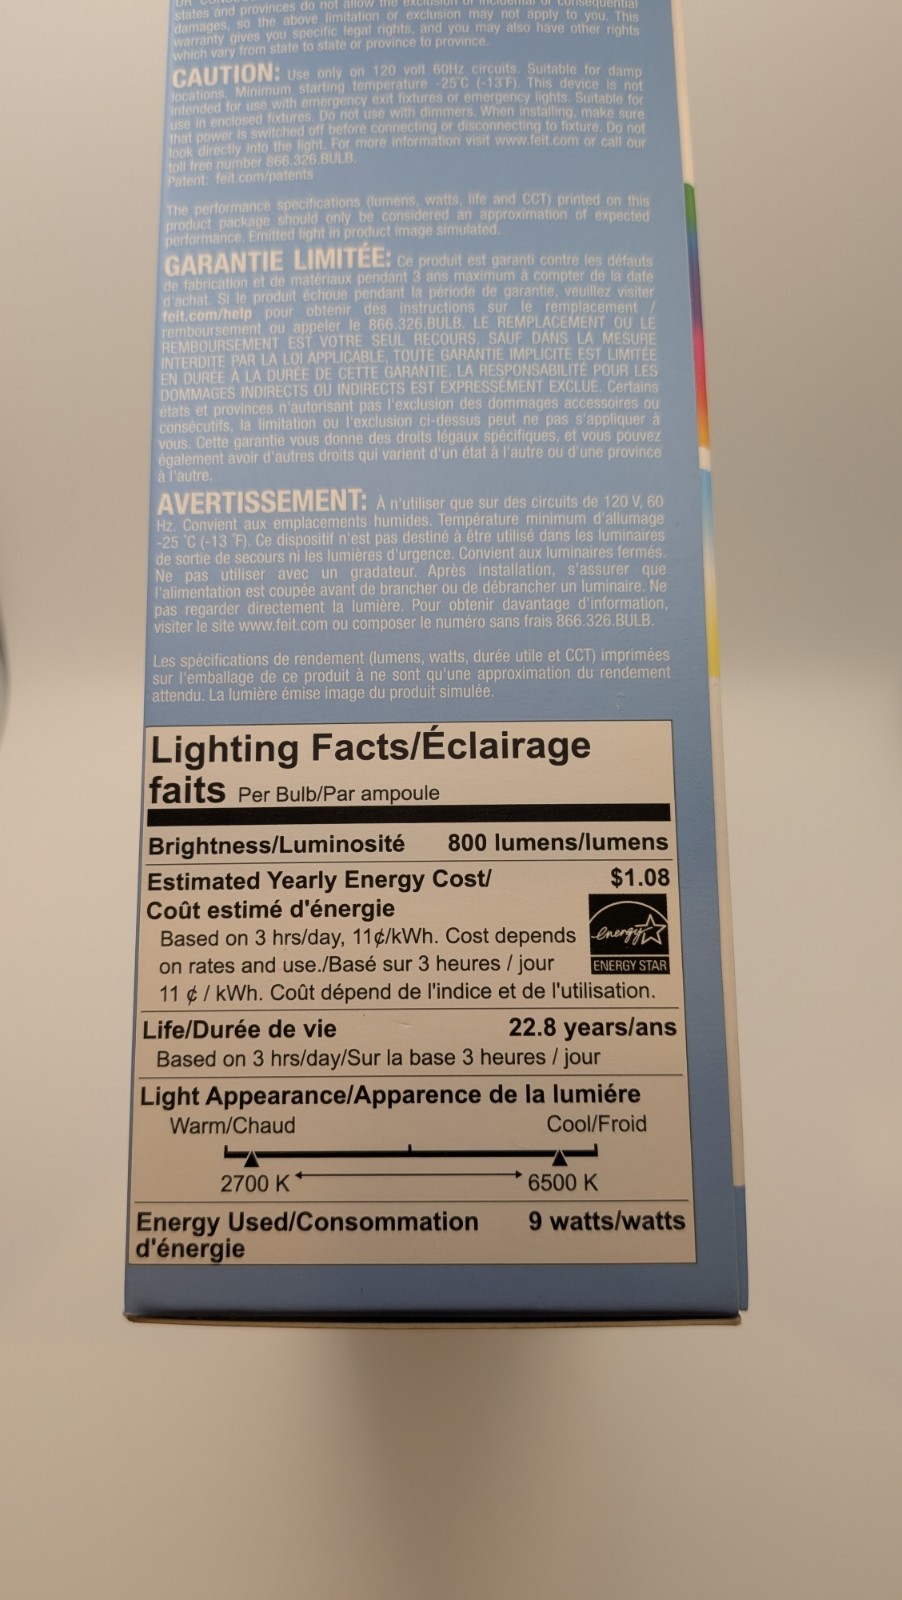 states and provinces do not allow the exclusion of incidental or consequential
damages, so the above limitation or exclusion may not apply to you. This
warranty gives you specific legal rights, and you may also have other rights
which vary from state to state or province to province.
CAUTION: Use only on 120 volt 60Hz circuits. Suitable for damp
locations. Minimum starting temperature -25°C (-13°F). This device is not
intended for use with emergency exit fixtures or emergency lights. Suitable for
use in enclosed fixtures. Do not use with dimmers. When installing, make sure
that power is switched off before connecting or disconnecting to fixture. Do not
look directly into the light. For more information visit www.feit.com or call our
toll free number 866.326.BULB.
Patent: feit.com/patents
The performance specifications (lumens, watts, life and CCT) printed on this
product package should only be considered an approximation of expected
performance. Emitted light in product image simulated.
GARANTIE LIMITÉE: Ce produit est garanti contre les défauts
de fabrication et de matériaux pendant 3 ans maximum à compter de la date
d'achat. Si le produit échoue pendant la période de garantie, veuillez visiter
feit.com/help pour obtenir des instructions sur le remplacement /
remboursement ou appeler le 866.326.BULB. LE REMPLACEMENT OU LE
REMBOURSEMENT EST VOTRE SEUL RECOURS. SAUF DANS LA MESURE
INTERDITE PAR LA LOI APPLICABLE, TOUTE GARANTIE IMPLICITE EST LIMITÉE
EN DURÉE À LA DURÉE DE CETTE GARANTIE. LA RESPONSABILITÉ POUR LES
DOMMAGES INDIRECTS OU INDIRECTS EST EXPRESSÉMENT EXCLUE. Certains
états et provinces n'autorisant pas l'exclusion des dommages accessoires ou
consécutifs, la limitation ou l'exclusion ci-dessus peut ne pas s'appliquer à
vous. Cette garantie vous donne des droits légaux spécifiques, et vous pouvez
également avoir d'autres droits qui varient d'un état à l'autre ou d'une province
à l'autre.
AVERTISSEMENT: À n'utiliser que sur des circuits de 120 V, 60
Hz. Convient aux emplacements humides. Température minimum d'allumage
-25 °C (-13 °F). Ce dispositif n'est pas destiné à être utilisé dans les luminaires
de sortie de secours ni les lumières d'urgence. Convient aux luminaires fermés.
Ne pas utiliser avec un gradateur. Après installation, s'assurer que
l'alimentation est coupée avant de brancher ou de débrancher un luminaire. Ne
pas regarder directement la lumière. Pour obtenir davantage d'information,
visiter le site www.feit.com ou composer le numéro sans frais 866.326.BULB.
Les spécifications de rendement (lumens, watts, durée utile et CCT) imprimées
sur l'emballage de ce produit à ne sont qu'une approximation du rendement
attendu. La lumière émise image du produit simulée.
Lighting Facts/Éclairage
faits Per Bulb/Par ampoule
Brightness/Luminosité 800 lumens/lumens
Estimated Yearly Energy Cost/ $1.08
Coût estimé d'énergie
Based on 3 hrs/day, 11¢/kWh. Cost depends
on rates and use./Basé sur 3 heures / jour
11 ¢ / kWh. Coût dépend de l'indice et de l'utilisation.
energy
ENERGY STAR
Life/Durée de vie 22.8 years/ans
Based on 3 hrs/day/Sur la base 3 heures / jour
Light Appearance/Apparence de la lumiére
Warm/Chaud Cool/Froid
2700 K 6500 K
Energy Used/Consommation 9 watts/watts
d'énergie